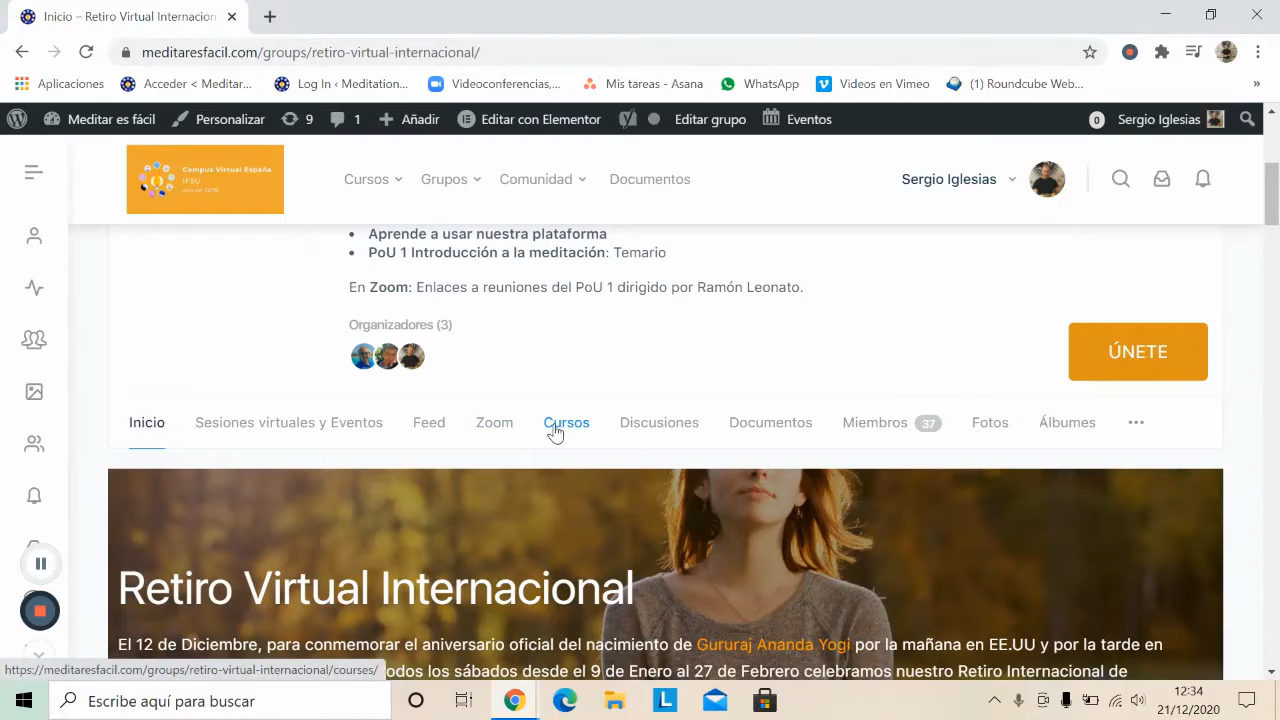 Inicio – Retiro Virtual Internacion
meditaresfacil.com/groups/retiro-virtual-internacional/
Aplicaciones
Acceder < Meditar...
Log In < Meditation...
Videoconferencias,...
Mis tareas - Asana
WhatsApp
Videos en Vimeo
(1) Roundcube Web...
»
Meditar es fácil
Personalizar
9
1
Añadir
Editar con Elementor
Editar grupo
Eventos
0
Sergio Iglesias
Campus Virtual España
IFSU
desde 1976
Cursos
Grupos
Comunidad
Documentos
Sergio Iglesias
• Aprende a usar nuestra plataforma
• PoU 1 Introducción a la meditación: Temario
En Zoom: Enlaces a reuniones del PoU 1 dirigido por Ramón Leonato.
Organizadores (3)
ÚNETE
Inicio
Sesiones virtuales y Eventos
Feed
Zoom
Cursos
Discusiones
Documentos
Miembros 37
Fotos
Álbumes
Retiro Virtual Internacional
El 12 de Diciembre, para conmemorar el aniversario oficial del nacimiento de Gururaj Ananda Yogi por la mañana en EE.UU y por la tarde en
odos los sábados desde el 9 de Enero al 27 de Febrero celebramos nuestro Retiro Internacional de
https://meditaresfacil.com/groups/retiro-virtual-internacional/courses/
Escribe aquí para buscar
12:34
21/12/2020